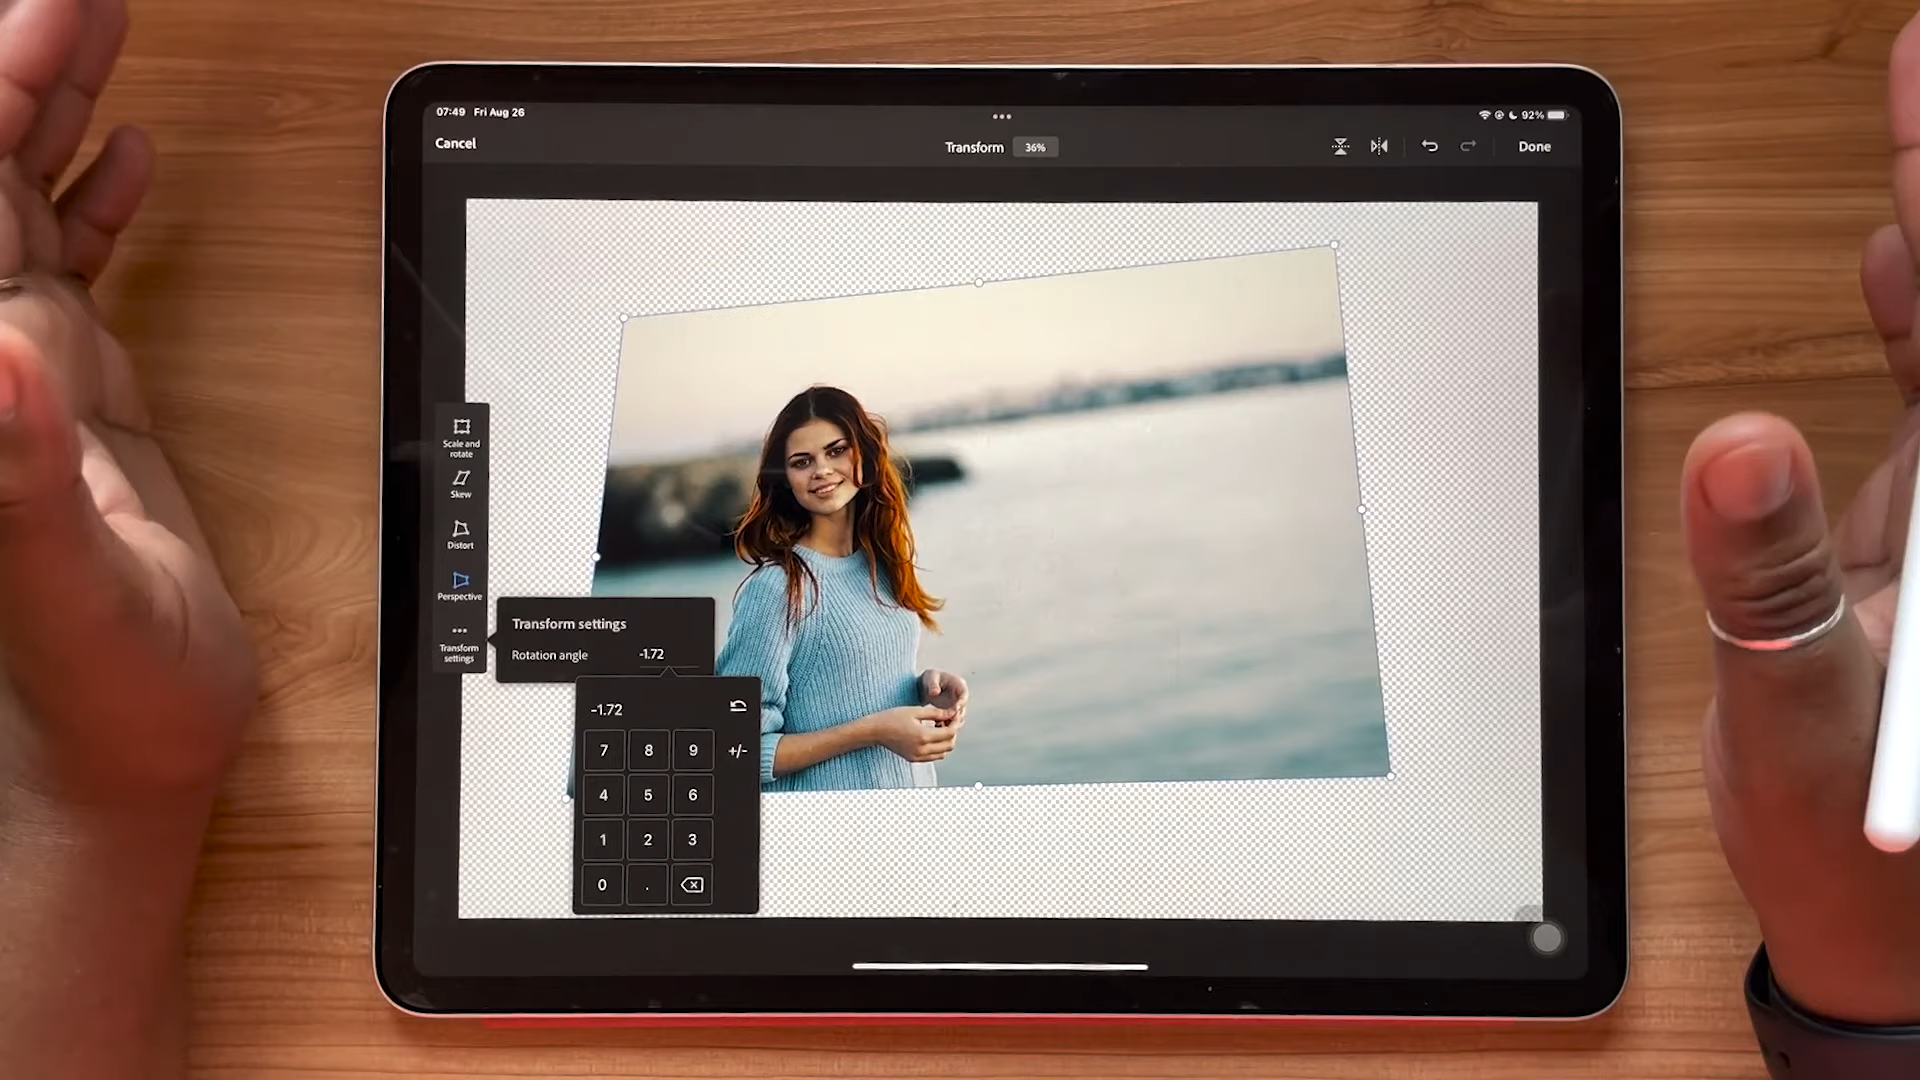 07:49 Fri Aug 26
92%
Cancel
Transform
36%
Done
Scale and
rotate
Skew
Distort
Perspective
Transform
settings
Transform settings
Rotation angle
-1.72
-1.72
7 8 9 +/-
4 5 6
1 2 3
0 .